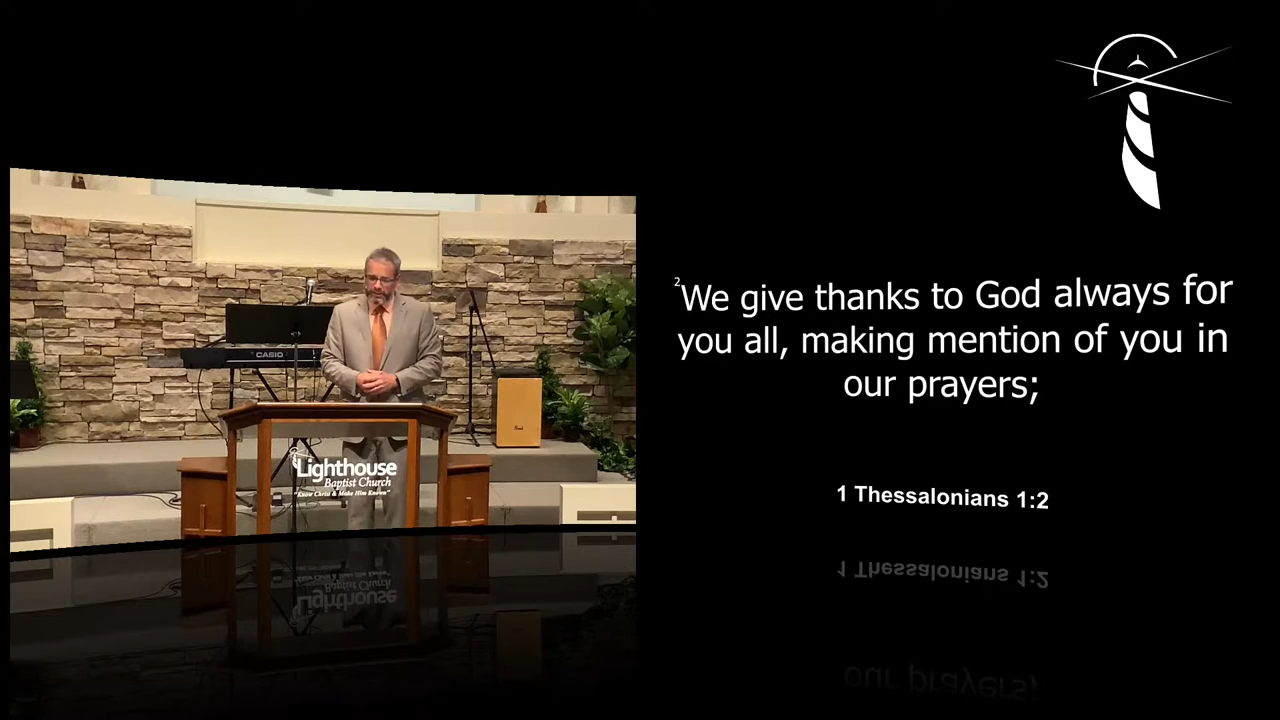 CASIO
Lighthouse
Baptist Church
"Know Christ & Make Him Known"
²We give thanks to God always for
you all, making mention of you in
our prayers;
1 Thessalonians 1:2